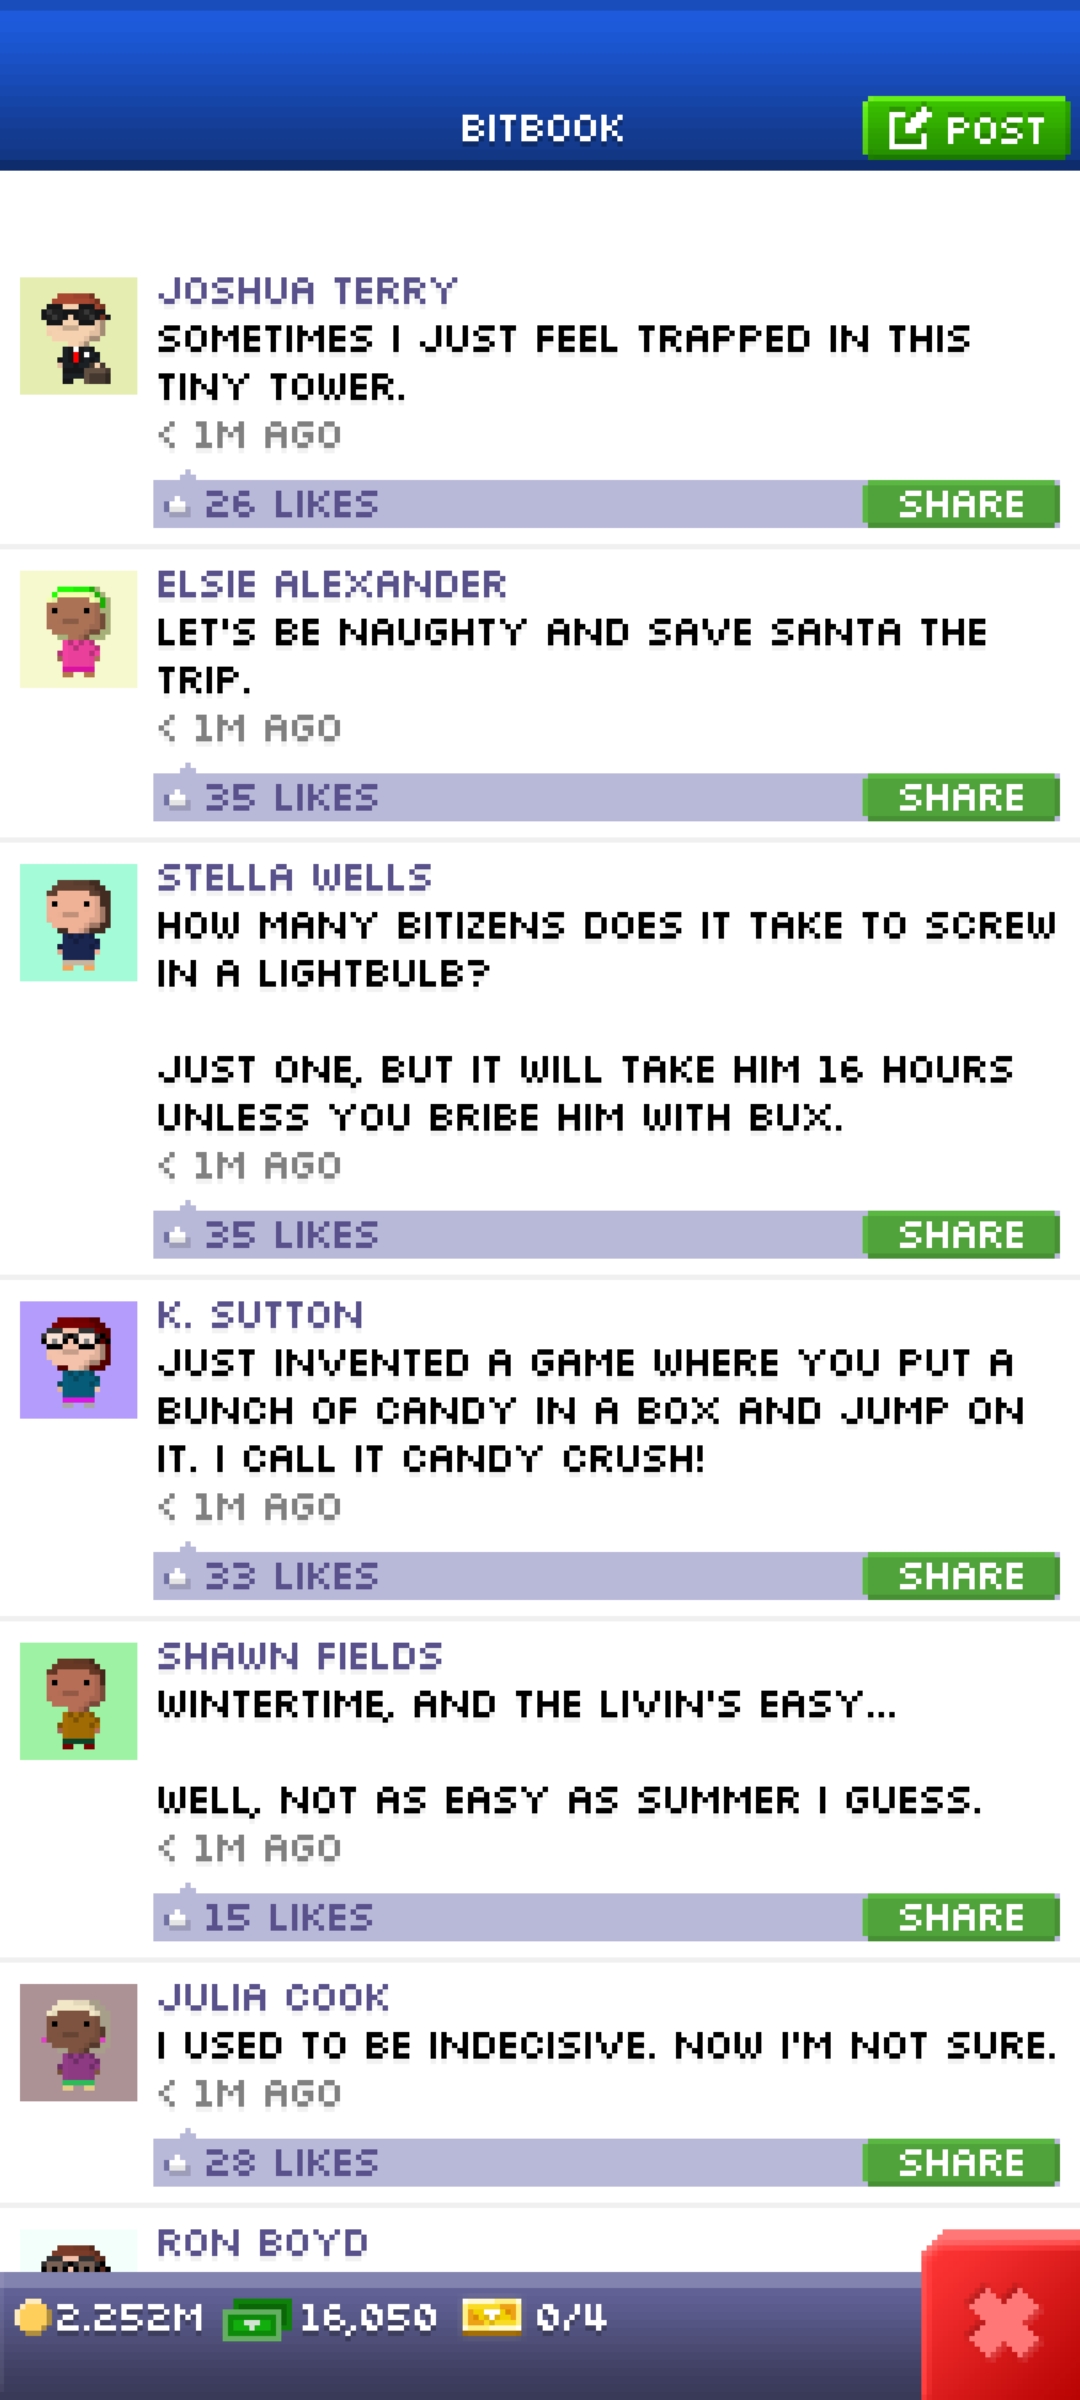 BITBOOK
POST
JOSHUA TERRY
SOMETIMES I JUST FEEL TRAPPED IN THIS
TINY TOWER.
< 1M AGO
26 LIKES
SHARE
ELSIE ALEXANDER
LET'S BE NAUGHTY AND SAVE SANTA THE
TRIP.
< 1M AGO
35 LIKES
SHARE
STELLA WELLS
HOW MANY BITIZENS DOES IT TAKE TO SCREW
IN A LIGHTBULB?
JUST ONE, BUT IT WILL TAKE HIM 16 HOURS
UNLESS YOU BRIBE HIM WITH BUX.
< 1M AGO
35 LIKES
SHARE
K. SUTTON
JUST INVENTED A GAME WHERE YOU PUT A
BUNCH OF CANDY IN A BOX AND JUMP ON
IT. I CALL IT CANDY CRUSH!
< 1M AGO
33 LIKES
SHARE
SHAWN FIELDS
WINTERTIME, AND THE LIVIN'S EASY...
WELL, NOT AS EASY AS SUMMER I GUESS.
< 1M AGO
15 LIKES
SHARE
JULIA COOK
I USED TO BE INDECISIVE. NOW I'M NOT SURE.
< 1M AGO
28 LIKES
SHARE
RON BOYD
2.252M 16,050 0/4